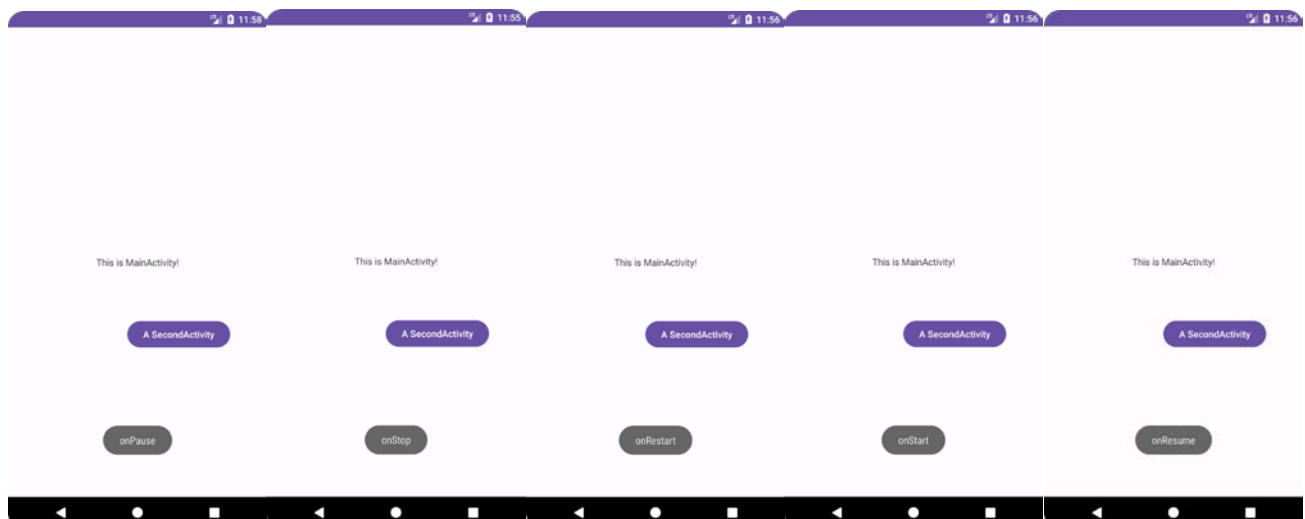 11:58
This is MainActivity!
A SecondActivity
onPause
11:55
This is MainActivity!
A SecondActivity
onStop
11:56
This is MainActivity!
A SecondActivity
onRestart
11:56
This is MainActivity!
A SecondActivity
onStart
11:56
This is MainActivity!
A SecondActivity
onResume